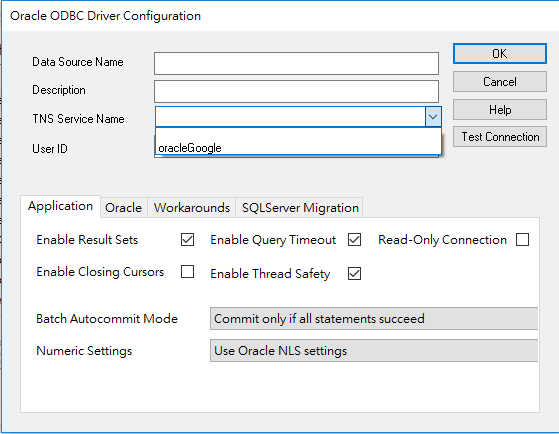 Oracle ODBC Driver Configuration
Data Source Name
OK
Description
Cancel
TNS Service Name
Help
oracleGoogle
User ID
Test Connection
Application Oracle Workarounds SQLServer Migration
Enable Result Sets Enable Query Timeout Read-Only Connection
Enable Closing Cursors Enable Thread Safety
Batch Autocommit Mode Commit only if all statements succeed
Numeric Settings Use Oracle NLS settings